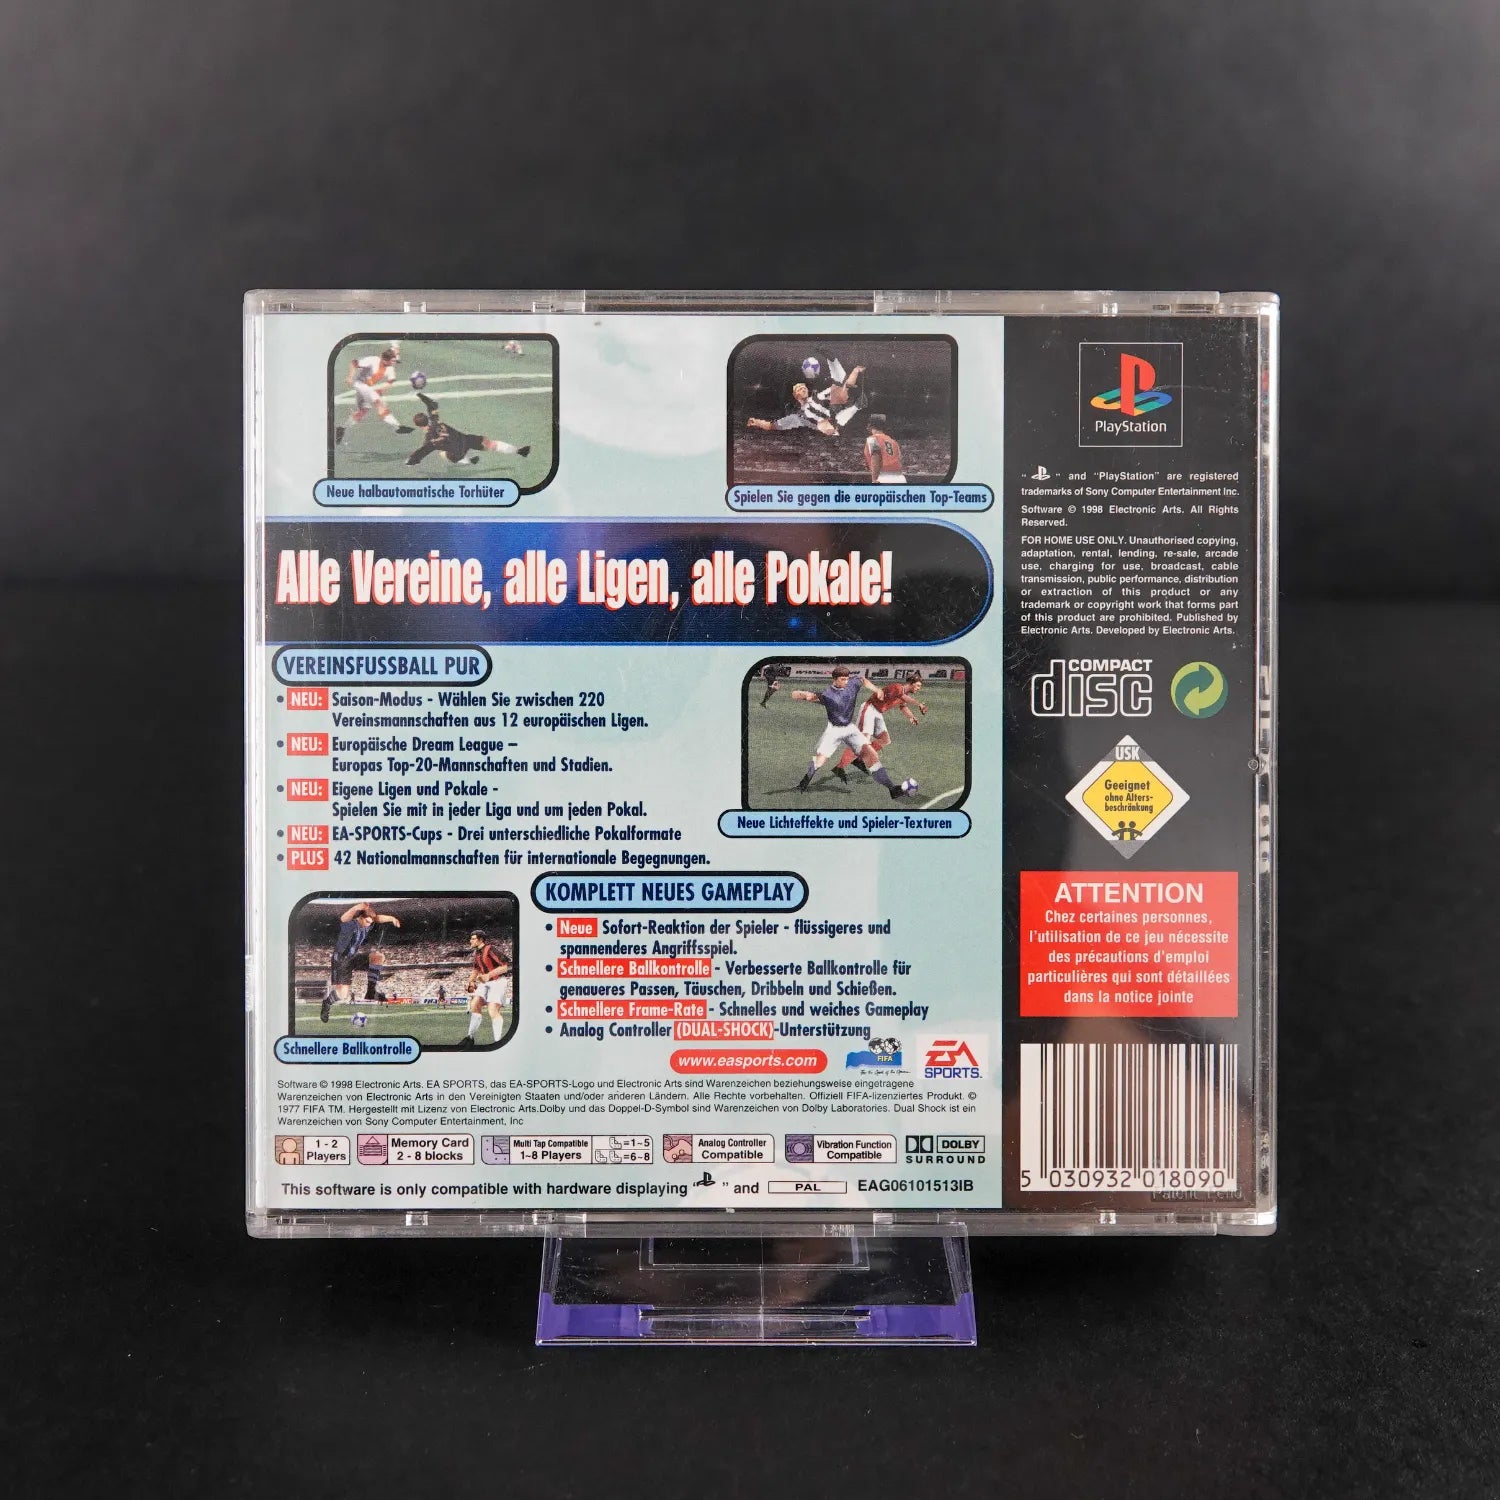 Neue halbautomatische Torhüter
Spielen Sie gegen die europäischen Top-Teams
Alle Vereine, alle Ligen, alle Pokale!
VEREINSFUSSBALL PUR
• NEU: Saison-Modus - Wählen Sie zwischen 220
Vereinsmannschaften aus 12 europäischen Ligen.
• NEU: Europäische Dream League –
Europas Top-20-Mannschaften und Stadien.
• NEU: Eigene Ligen und Pokale -
Spielen Sie mit in jeder Liga und um jeden Pokal.
• NEU: EA-SPORTS-Cups - Drei unterschiedliche Pokalformate
• PLUS 42 Nationalmannschaften für internationale Begegnungen.
Neue Lichteffekte und Spieler-Texturen
KOMPLETT NEUES GAMEPLAY
• Neue Sofort-Reaktion der Spieler - flüssigeres und
spannenderes Angriffsspiel.
• Schnellere Ballkontrolle - Verbesserte Ballkontrolle für
genaueres Passen, Täuschen, Dribbeln und Schießen.
• Schnellere Frame-Rate - Schnelles und weiches Gameplay
• Analog Controller (DUAL-SHOCK)-Unterstützung
Schnellere Ballkontrolle
www.easports.com
FIFA
EA
SPORTS.
Software © 1998 Electronic Arts. EA SPORTS, das EA-SPORTS-Logo und Electronic Arts sind Warenzeichen beziehungsweise eingetragene
Warenzeichen von Electronic Arts in den Vereinigten Staaten und/oder anderen Ländern. Alle Rechte vorbehalten. Offiziell FIFA-lizenziertes Produkt. ©
1977 FIFA TM. Hergestellt mit Lizenz von Electronic Arts.Dolby und das Doppel-D-Symbol sind Warenzeichen von Dolby Laboratories. Dual Shock ist ein
Warenzeichen von Sony Computer Entertainment, Inc
1 - 2
Players
Memory Card
2 - 8 blocks
Multi Tap Compatible
1~8 Players
=1~5
=6~8
Analog Controller
Compatible
Vibration Function
Compatible
DOLBY
SURROUND
This software is only compatible with hardware displaying " " and PAL EAG06101513IB
PlayStation
" " and "PlayStation" are registered
trademarks of Sony Computer Entertainment Inc.
Software © 1998 Electronic Arts. All Rights
Reserved.
FOR HOME USE ONLY. Unauthorised copying,
adaptation, rental, lending, re-sale, arcade
use, charging for use, broadcast, cable
transmission, public performance, distribution
or extraction of this product or any
trademark or copyright work that forms part
of this product are prohibited. Published by
Electronic Arts. Developed by Electronic Arts.
COMPACT
disc
USK
Geeignet
ohne Alters-
beschränkung
ATTENTION
Chez certaines personnes,
l'utilisation de ce jeu nécessite
des précautions d'emploi
particulières qui sont détaillées
dans la notice jointe
5 030932 018090